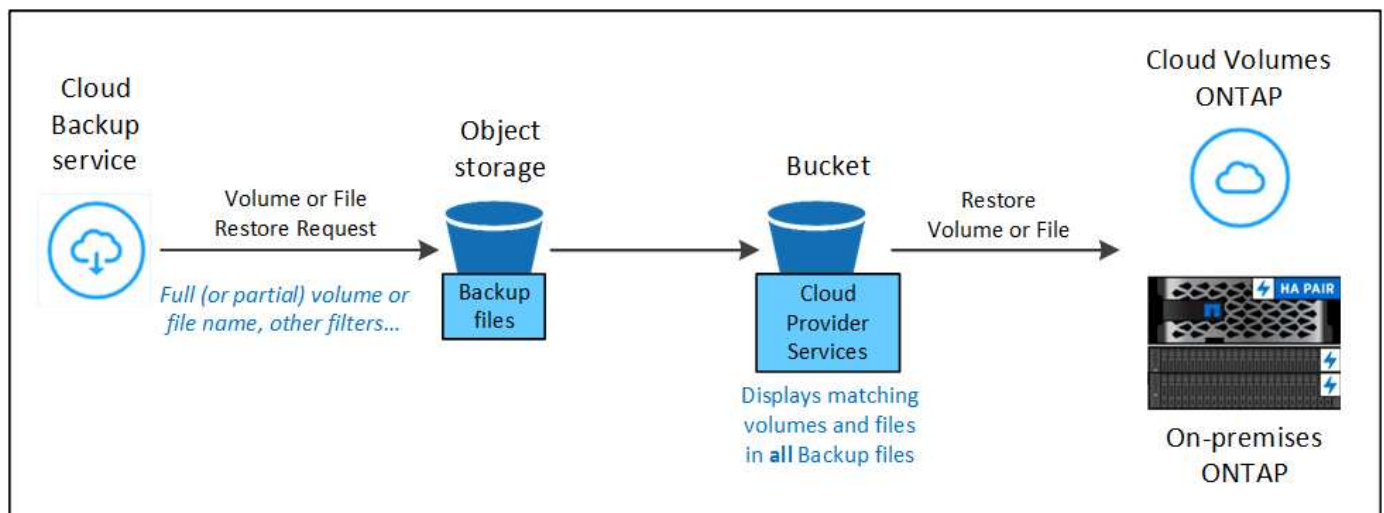 Cloud
Backup
service
Volume or File
Restore Request
Full (or partial) volume or
file name, other filters...
Object
storage
Backup
files
Bucket
Cloud
Provider
Services
Displays matching
volumes and files
in all Backup files
Restore
Volume or File
Cloud Volumes
ONTAP
HA PAIR
On-premises
ONTAP